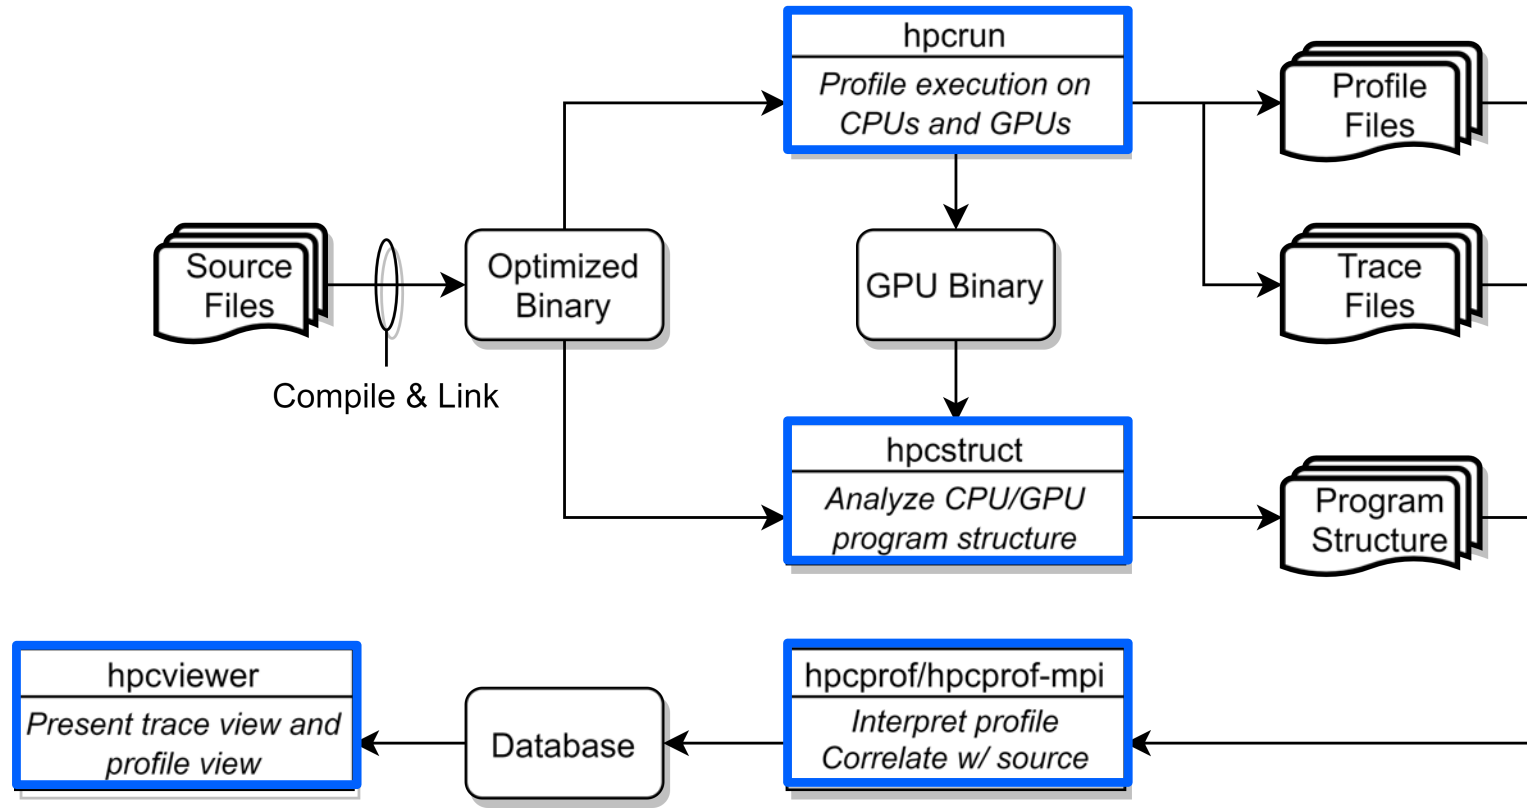 hpcrun
Profile execution on
CPUs and GPUs
Profile
Files
Source
Files
Optimized
Binary
GPU Binary
Trace
Files
Compile & Link
hpcstruct
Analyze CPU/GPU
program structure
Program
Structure
hpcviewer
Present trace view and
profile view
Database
hpcprof/hpcprof-mpi
Interpret profile
Correlate w/ source